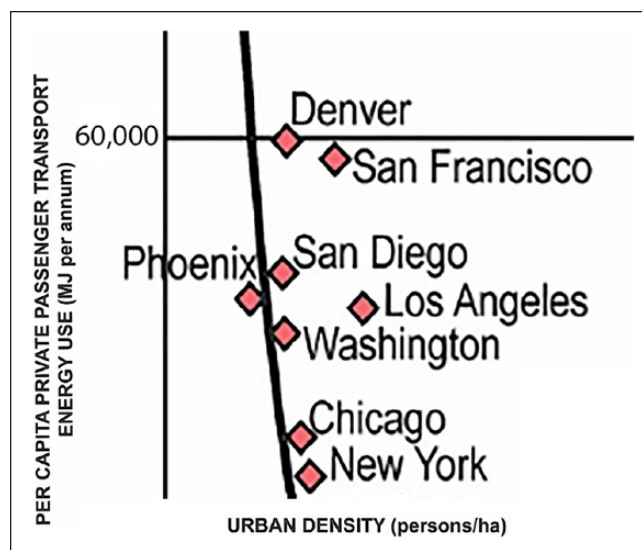 PER CAPITA PRIVATE PASSENGER TRANSPORT
ENERGY USE (MJ per annum)
60,000
Denver
San Francisco
San Diego
Phoenix
Los Angeles
Washington
Chicago
New York
URBAN DENSITY (persons/ha)